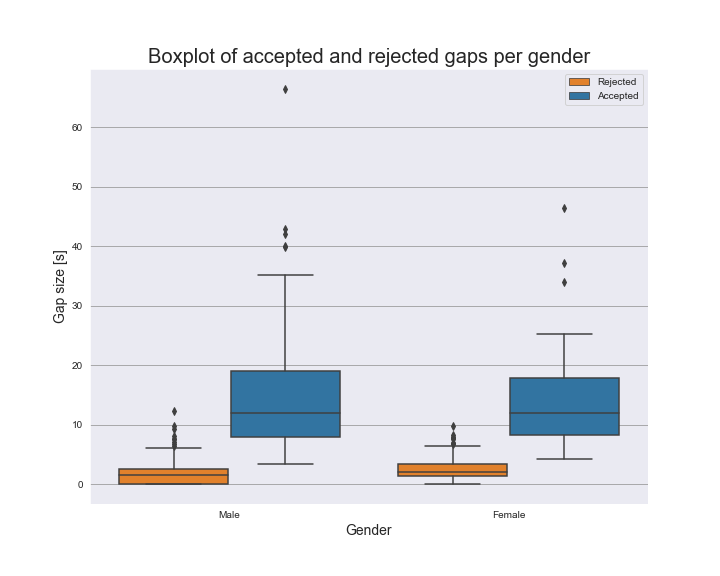 Boxplot of accepted and rejected gaps per gender
Rejected
Accepted
60
50
40
30
20
10
0
Gap size [s]
Male
Female
Gender